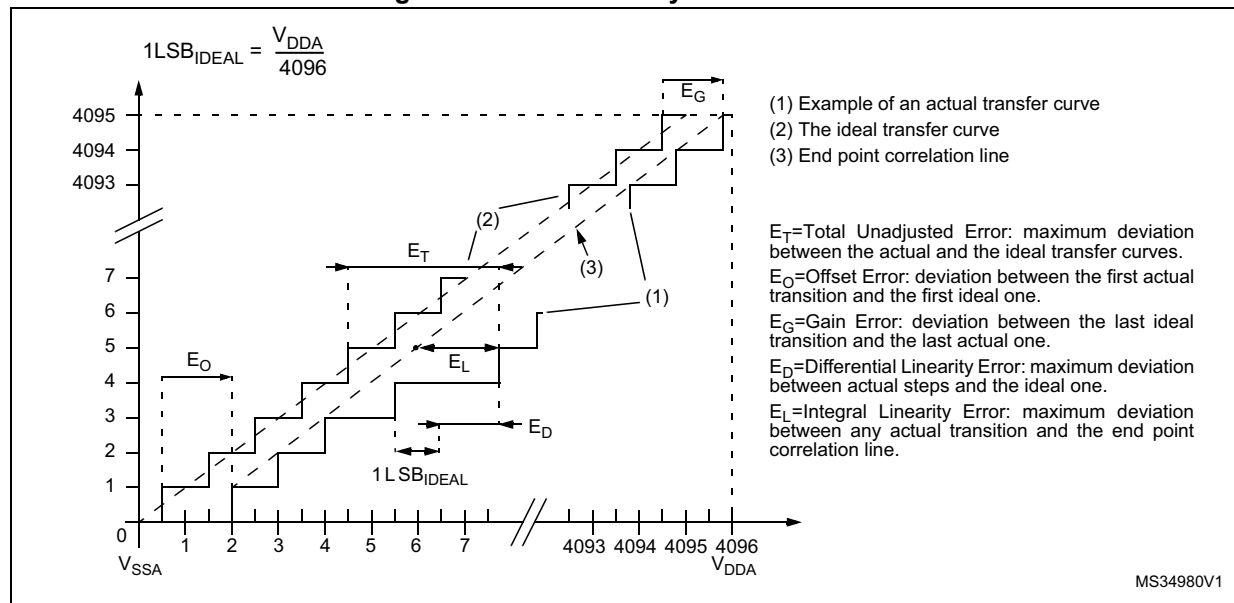 1LSB_IDEAL = V_DDA / 4096
E_G
4095
4094
4093
7
6
5
4
3
2
1
0
(1) Example of an actual transfer curve
(2) The ideal transfer curve
(3) End point correlation line
(2)
E_T
(3)
(1)
E_O
E_L
E_D
1 LSB_IDEAL
E_T=Total Unadjusted Error: maximum deviation
between the actual and the ideal transfer curves.
E_O=Offset Error: deviation between the first actual
transition and the first ideal one.
E_G=Gain Error: deviation between the last ideal
transition and the last actual one.
E_D=Differential Linearity Error: maximum deviation
between actual steps and the ideal one.
E_L=Integral Linearity Error: maximum deviation
between any actual transition and the end point
correlation line.
1 2 3 4 5 6 7 4093 4094 4095 4096
V_SSA V_DDA
MS34980V1